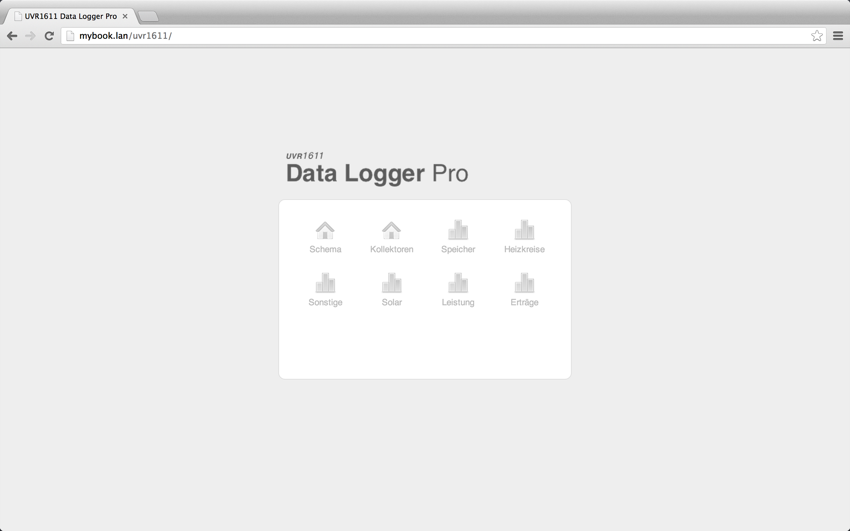 UVR1611 Data Logger Pro
mybook.lan/uvr1611/
UVR1611
Data Logger Pro
Schema Kollektoren Speicher Heizkreise
Sonstige Solar Leistung Erträge